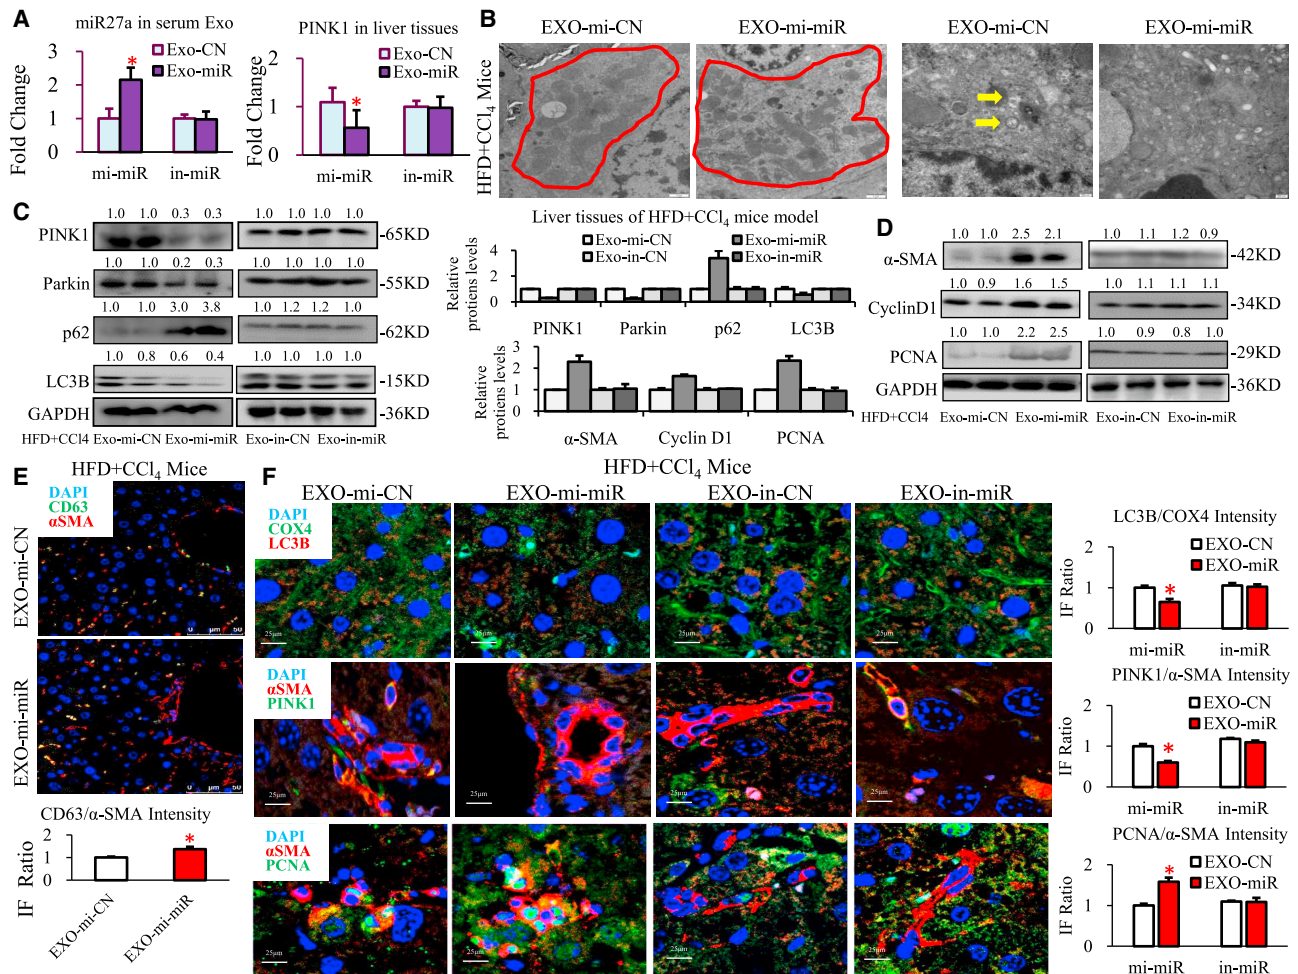 A
miR27a in serum Exo
Fold Change
3
2
1
0
Exo-CN
Exo-miR
*
mi-miR
in-miR
PINK1 in liver tissues
Fold Change
2
1
0
Exo-CN
Exo-miR
*
mi-miR
in-miR
B
EXO-mi-CN
EXO-mi-miR
EXO-mi-CN
EXO-mi-miR
HFD+CCl4 Mice
C
1.0 1.0 0.3 0.3 1.0 1.0 1.0 1.0
PINK1 -65KD
1.0 1.0 0.2 0.3 1.0 1.0 1.0 1.0
Parkin -55KD
1.0 1.0 3.0 3.8 1.0 1.2 1.2 1.0
p62 -62KD
1.0 0.8 0.6 0.4 1.0 1.0 1.0 1.0
LC3B -15KD
GAPDH -36KD
HFD+CCl4 Exo-mi-CN Exo-mi-miR Exo-in-CN Exo-in-miR
Liver tissues of HFD+CCl4 mice model
Exo-mi-CN
Exo-mi-miR
Exo-in-CN
Exo-in-miR
Relative
protiens levels
4
2
0
PINK1 Parkin p62 LC3B
Relative
protiens levels
3
2
1
0
α-SMA Cyclin D1 PCNA
D
1.0 1.0 2.5 2.1 1.0 1.1 1.2 0.9
α-SMA -42KD
1.0 0.9 1.6 1.5 1.0 1.1 1.1 1.1
CyclinD1 -34KD
1.0 1.0 2.2 2.5 1.0 0.9 0.8 1.0
PCNA -29KD
GAPDH -36KD
HFD+CCl4 Exo-mi-CN Exo-mi-miR Exo-in-CN Exo-in-miR
E
HFD+CCl4 Mice
DAPI
CD63
αSMA
EXO-mi-CN
0 μm 50
EXO-mi-miR
0 μm 50
CD63/α-SMA Intensity
IF Ratio
2
1
0
*
EXO-mi-CN
EXO-mi-miR
F
HFD+CCl4 Mice
EXO-mi-CN
EXO-mi-miR
EXO-in-CN
EXO-in-miR
DAPI
COX4
LC3B
25μm
25μm
25μm
25μm
DAPI
αSMA
PINK1
25μm
25μm
25μm
25μm
DAPI
αSMA
PCNA
25μm
25μm
25μm
25μm
LC3B/COX4 Intensity
IF Ratio
2
1
0
EXO-CN
EXO-miR
*
mi-miR
in-miR
PINK1/α-SMA Intensity
IF Ratio
2
1
0
EXO-CN
EXO-miR
*
mi-miR
in-miR
PCNA/α-SMA Intensity
IF Ratio
2
1
0
EXO-CN
EXO-miR
*
mi-miR
in-miR